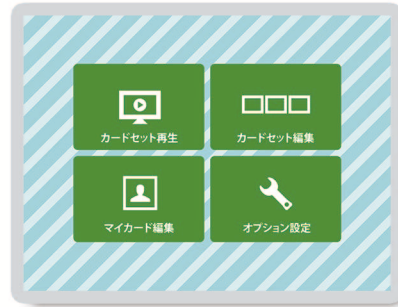 カードセット再生
カードセット編集
マイカード編集
オプション設定